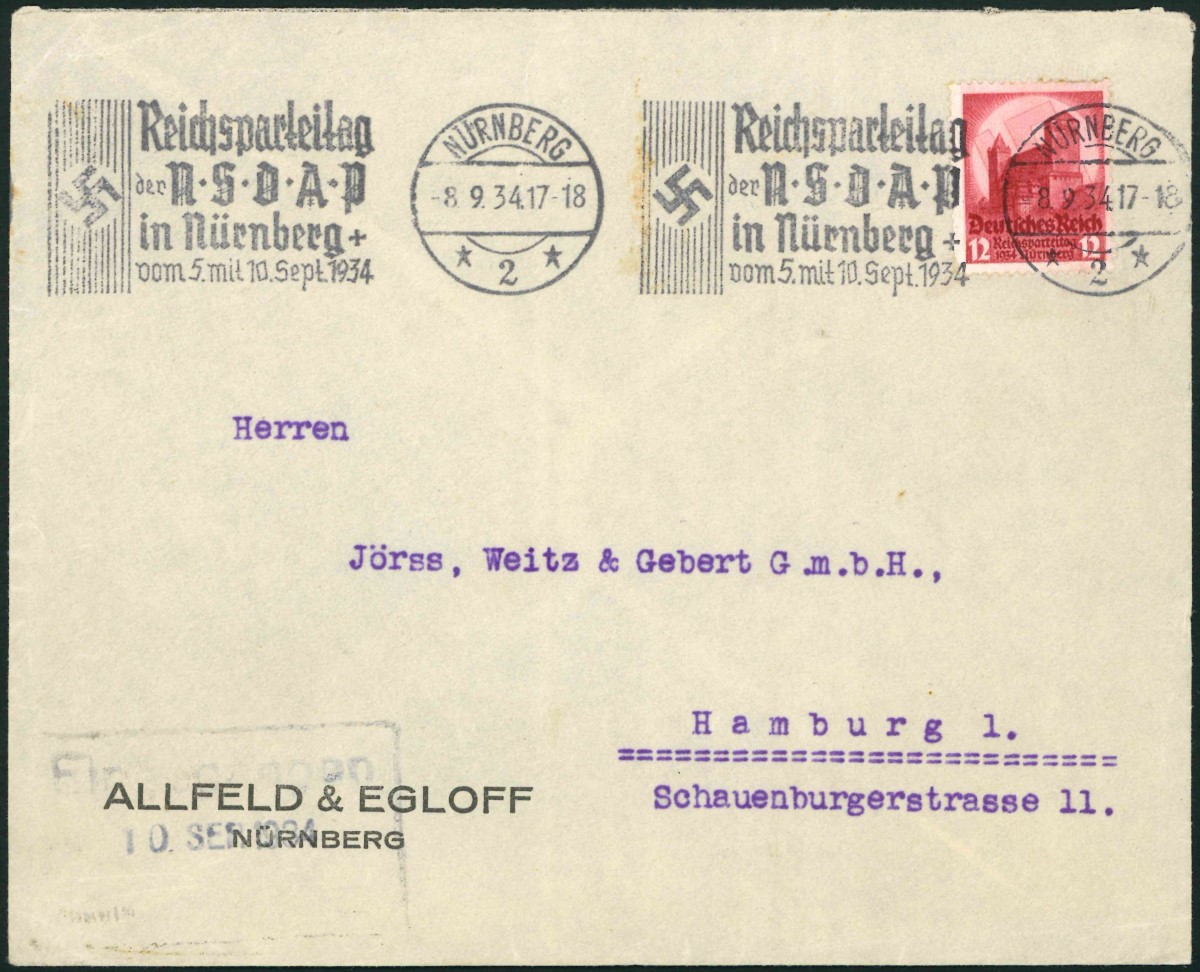 Reichsparteitag
der N·S·D·A·P
in Nürnberg +
vom 5. mit 10. Sept. 1934
NÜRNBERG
-8.9.34.17-18
* 2 *
Reichsparteitag
der N·S·D·A·P
in Nürnberg +
vom 5. mit 10. Sept. 1934
NÜRNBERG
8.9.34.17-18
* 2 *
Deutsches Reich
12 Reichsparteitag 12
1934 Nürnberg
Herren
Jörss, Weitz & Gebert G.m.b.H.,
Hamburg 1.
Schauenburgerstrasse 11.
ALLFELD & EGLOFF
10. SEP. 1934
NÜRNBERG